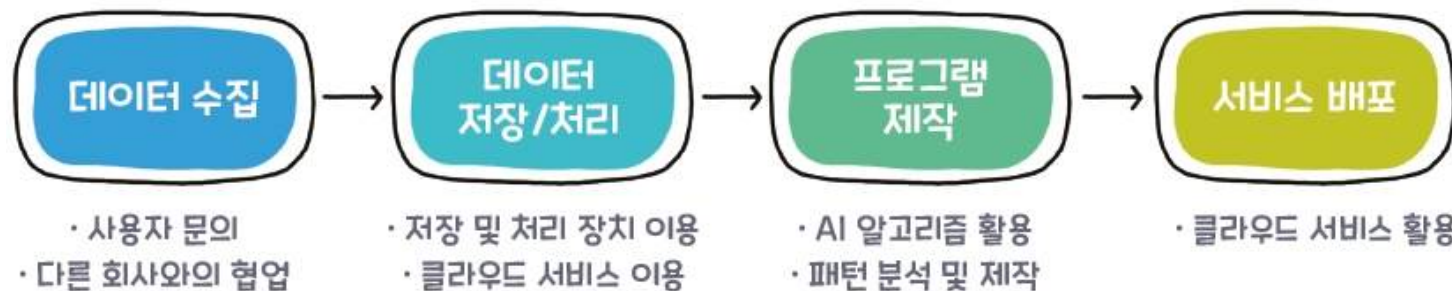 데이터 수집
데이터
저장/처리
프로그램
제작
서비스 배포
· 사용자 문의
· 다른 회사와의 협업
· 저장 및 처리 장치 이용
· 클라우드 서비스 이용
· AI 알고리즘 활용
· 패턴 분석 및 제작
· 클라우드 서비스 활용